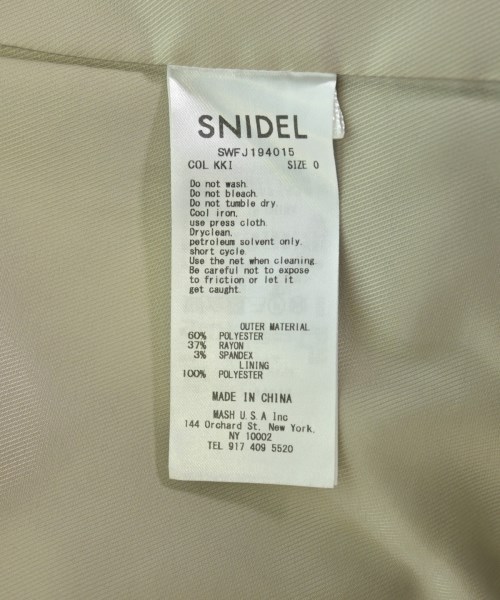 SNIDEL
SWFJ194015
COL KKI SIZE 0
Do not wash.
Do not bleach.
Do not tumble dry.
Cool iron,
use press cloth.
Dryclean,
petroleum solvent only.
short cycle.
Use the net when cleaning.
Be careful not to expose
to friction or let it
get caught.
OUTER MATERIAL
60% POLYESTER
37% RAYON
3% SPANDEX
LINING
100% POLYESTER
MADE IN CHINA
MASH U.S.A Inc
144 Orchard St, New York.
NY 10002
TEL 917 409 5520